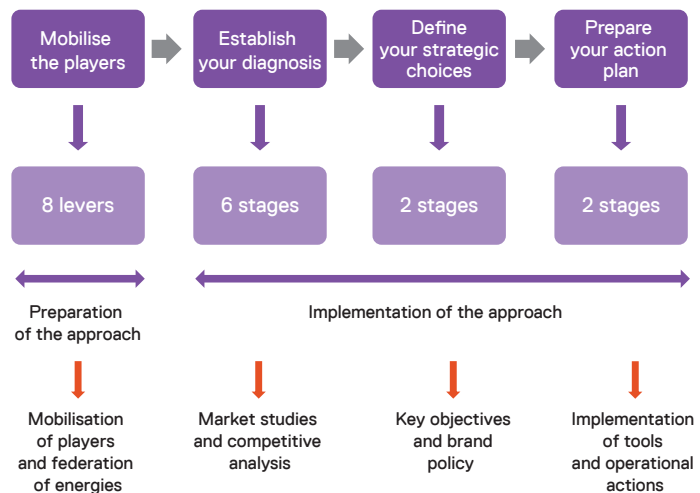 Mobilise
the players
Establish
your diagnosis
Define
your strategic
choices
Prepare
your action
plan
8 levers
6 stages
2 stages
2 stages
Preparation
of the approach
Implementation of the approach
Mobilisation
of players
and federation
of energies
Market studies
and competitive
analysis
Key objectives
and brand
policy
Implementation
of tools
and operational
actions